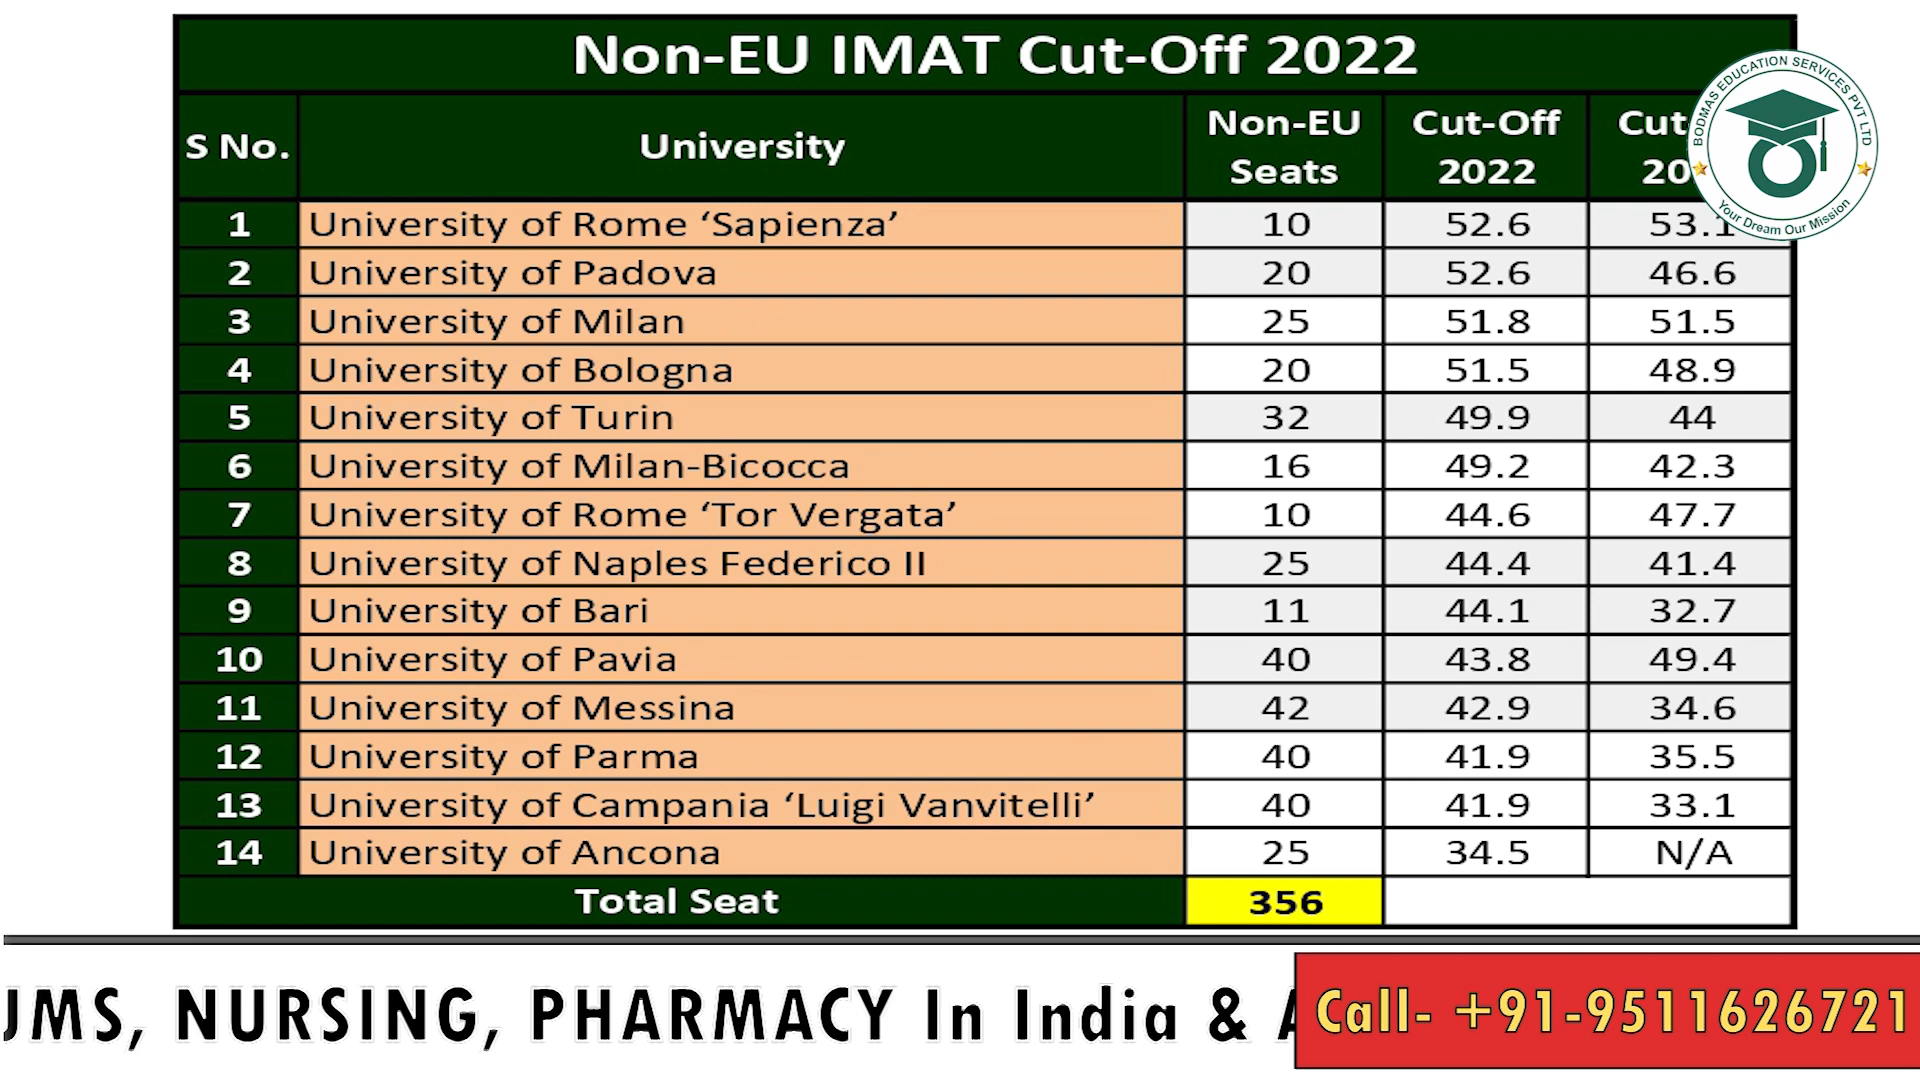 Non-EU IMAT Cut-Off 2022
BODMAS EDUCATION SERVICES PVT LTD
Your Dream Our Mission
S No. University Non-EU Seats Cut-Off 2022 Cut 20
1 University of Rome ‘Sapienza’ 10 52.6 53.1
2 University of Padova 20 52.6 46.6
3 University of Milan 25 51.8 51.5
4 University of Bologna 20 51.5 48.9
5 University of Turin 32 49.9 44
6 University of Milan-Bicocca 16 49.2 42.3
7 University of Rome ‘Tor Vergata’ 10 44.6 47.7
8 University of Naples Federico II 25 44.4 41.4
9 University of Bari 11 44.1 32.7
10 University of Pavia 40 43.8 49.4
11 University of Messina 42 42.9 34.6
12 University of Parma 40 41.9 35.5
13 University of Campania ‘Luigi Vanvitelli’ 40 41.9 33.1
14 University of Ancona 25 34.5 N/A
Total Seat 356
UMS, NURSING, PHARMACY In India & A
Call- +91-9511626721